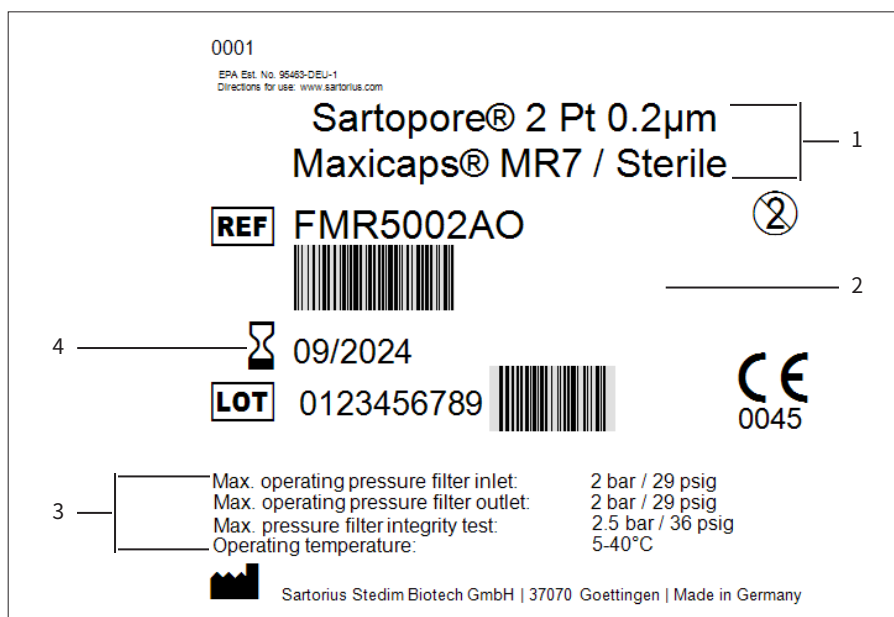 0001
EPA Est. No. 95463-DEU-1
Directions for use: www.sartorius.com
Sartopore® 2 Pt 0.2µm
Maxicaps® MR7 / Sterile
1
2
REF FMR5002AO
2
4 09/2024
LOT 0123456789
CE
0045
3
Max. operating pressure filter inlet: 2 bar / 29 psig
Max. operating pressure filter outlet: 2 bar / 29 psig
Max. pressure filter integrity test: 2.5 bar / 36 psig
Operating temperature: 5-40°C
Sartorius Stedim Biotech GmbH | 37070 Goettingen | Made in Germany